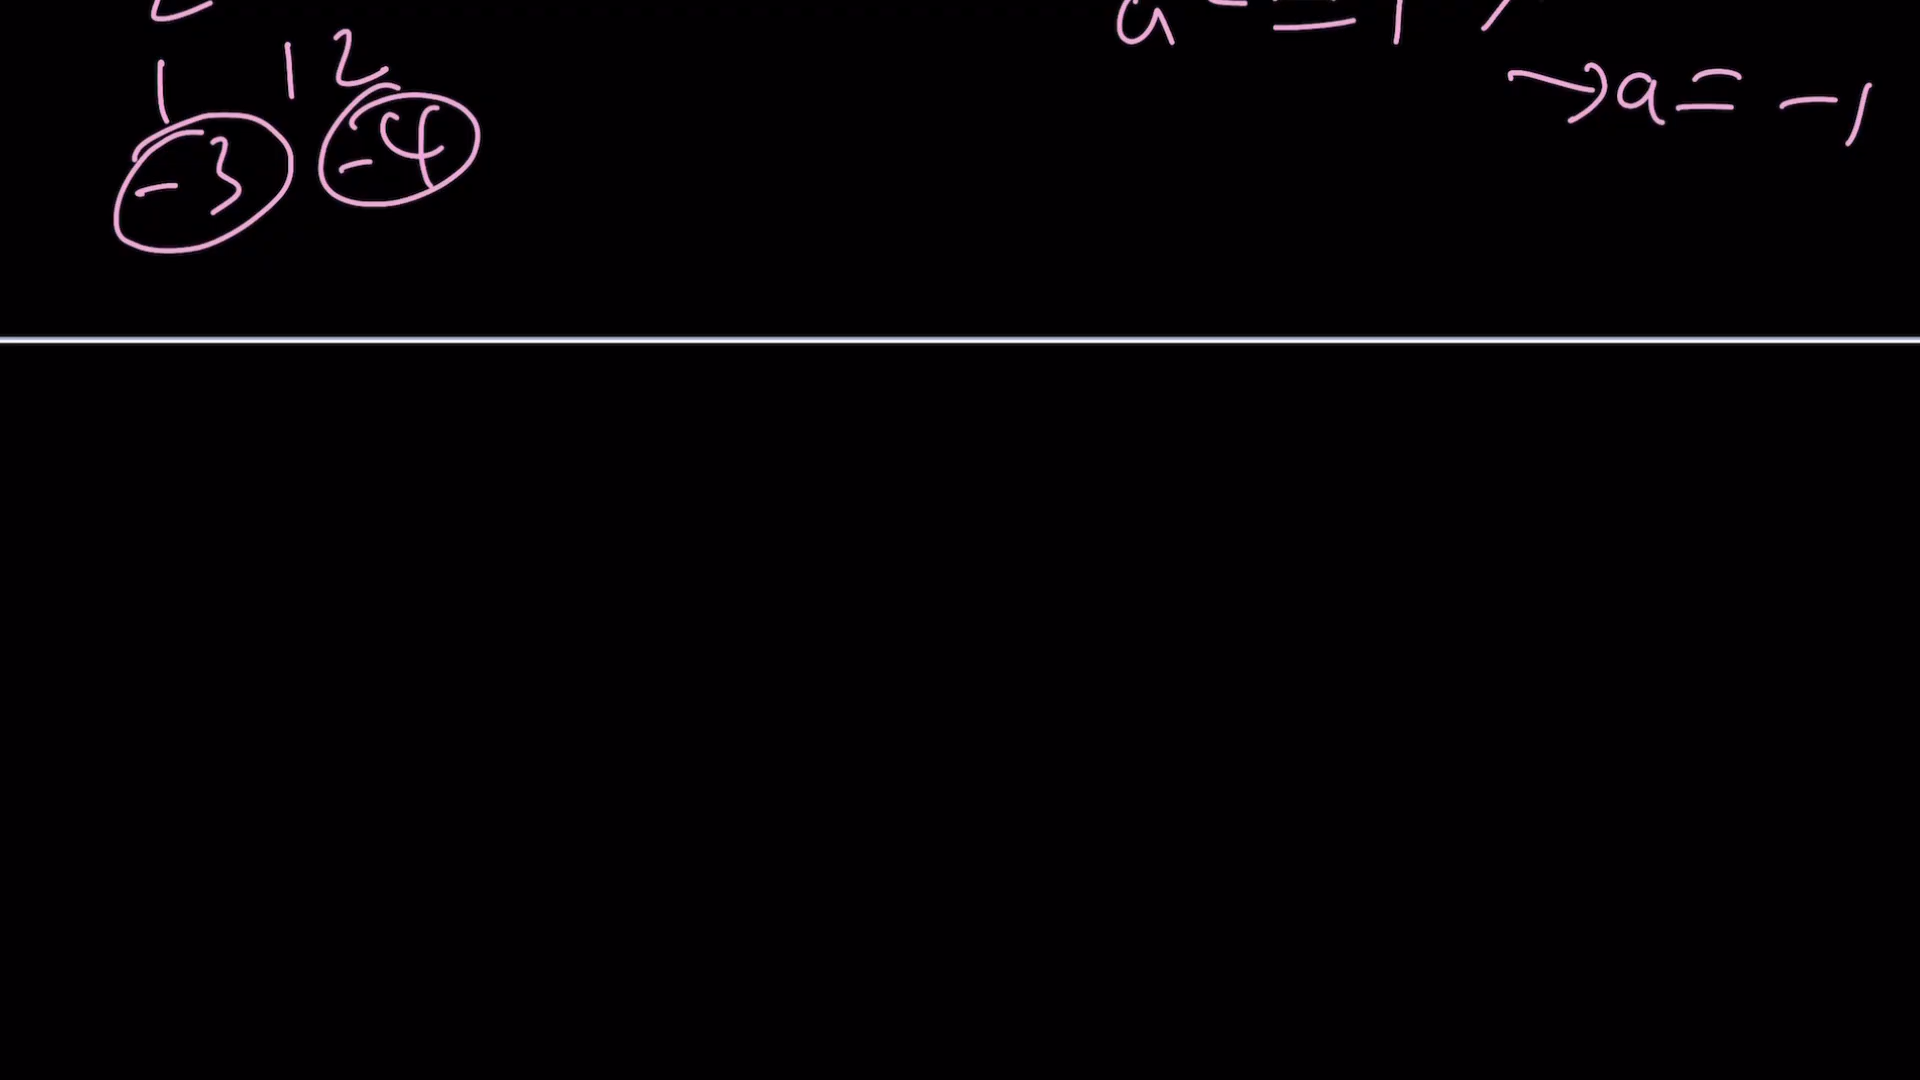 1 12
-3 -4
→ a = -1